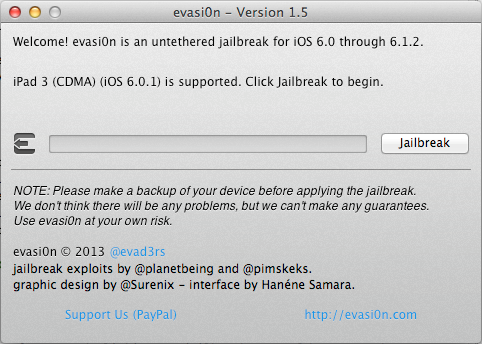 evasi0n – Version 1.5
Welcome! evasi0n is an untethered jailbreak for iOS 6.0 through 6.1.2.
iPad 3 (CDMA) (iOS 6.0.1) is supported. Click Jailbreak to begin.
Jailbreak
NOTE: Please make a backup of your device before applying the jailbreak.
We don't think there will be any problems, but we can't make any guarantees.
Use evasi0n at your own risk.
evasi0n © 2013 @evad3rs
jailbreak exploits by @planetbeing and @pimskeks.
graphic design by @Surenix – interface by Hanéne Samara.
Support Us (PayPal) http://evasi0n.com